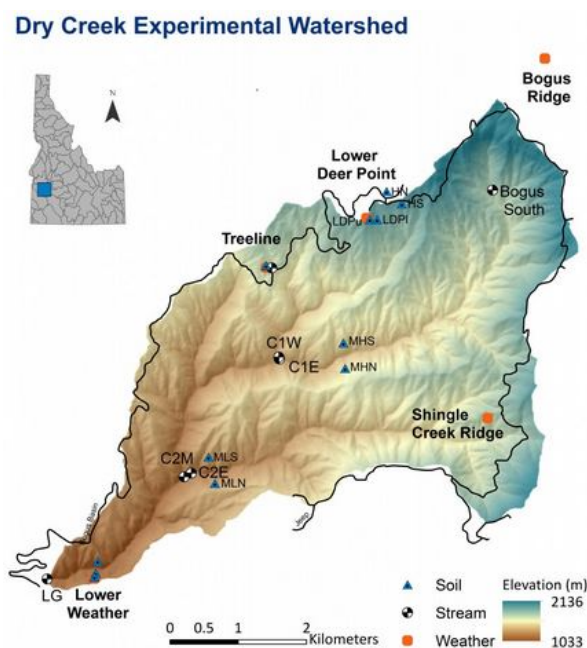 Dry Creek Experimental Watershed
N
Bogus
Ridge
Lower
Deer Point
HN
HS
Bogus
South
LDPu
LDPl
Treeline
C1W
MHS
C1E
MHN
Shingle
Creek Ridge
C2M
MLS
C2E
MLN
Jeep
LG
Lower
Weather
Soil
Stream
Weather
Elevation (m)
2136
1033
0 0.5 1 2
Kilometers